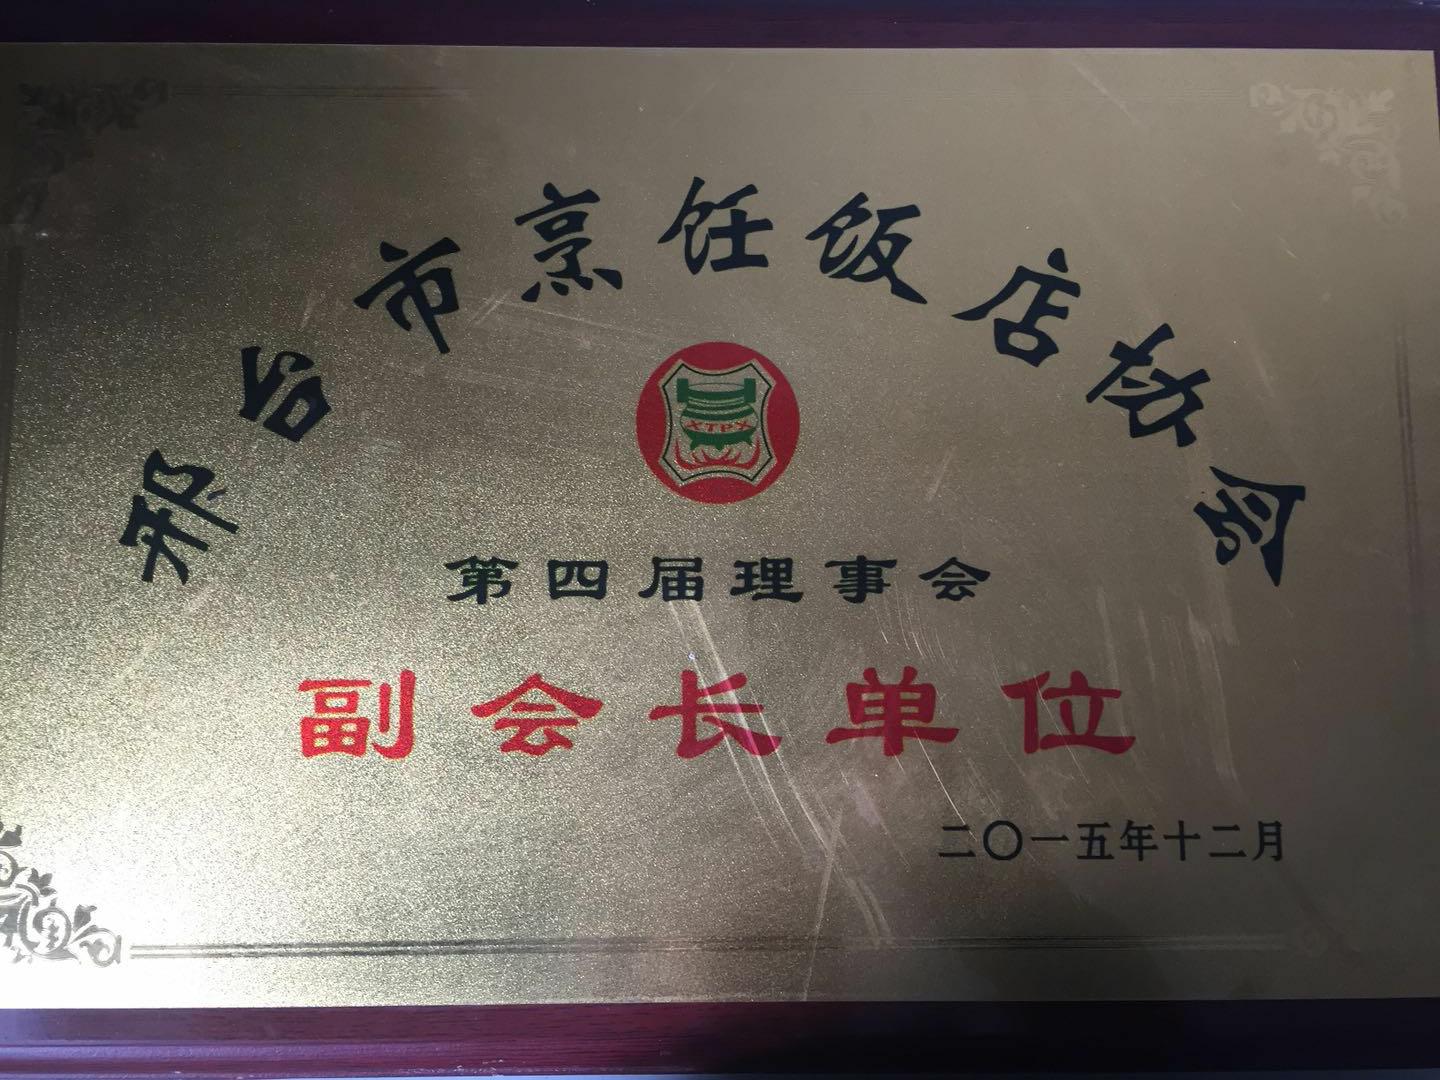 邢台市烹饪饭店协会
XTPX
第四届理事会
副会长单位
二〇一五年十二月